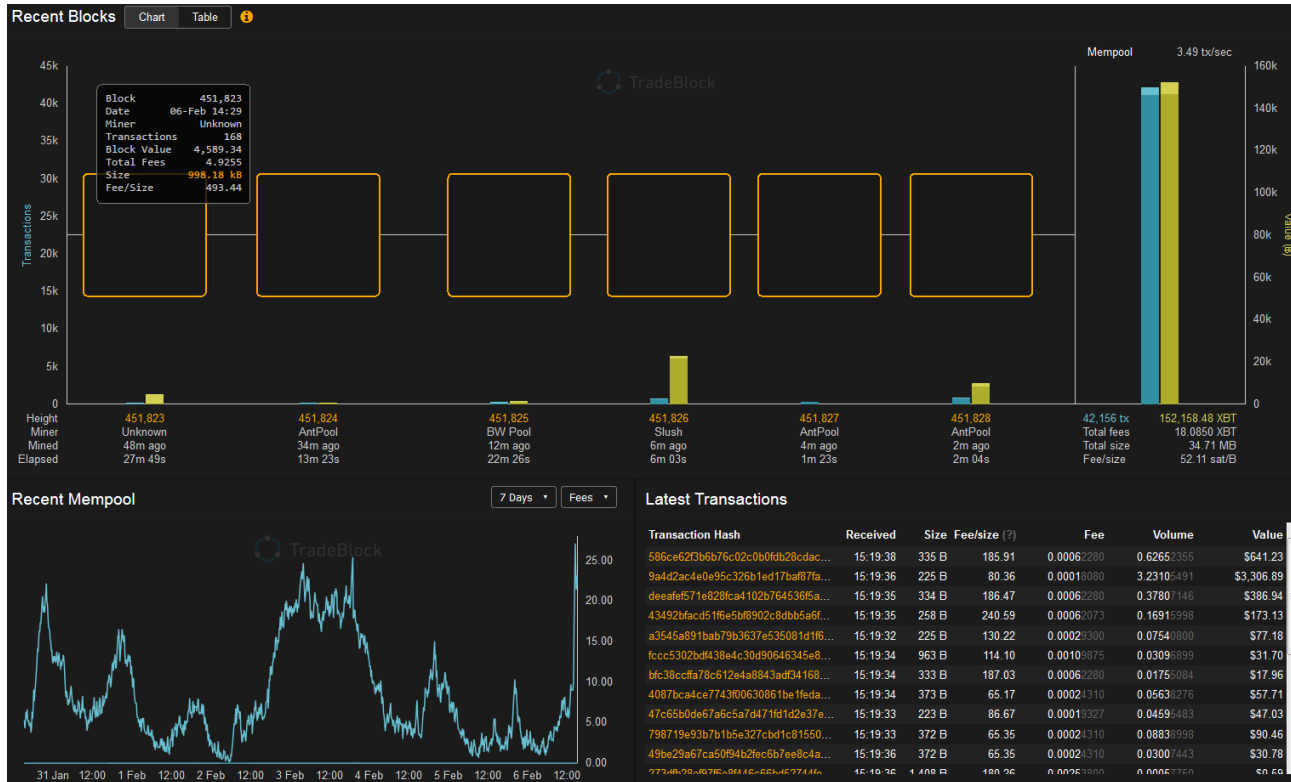 Recent Blocks Chart Table
Mempool 3.49 tx/sec
TradeBlock
45k
40k
35k
30k
25k
20k
15k
10k
5k
0
Transactions
160k
140k
120k
100k
80k
60k
40k
20k
0
Value (B)
Block 451,823
Date 06-Feb 14:29
Miner Unknown
Transactions 168
Block Value 4,589.34
Total Fees 4.9255
Size 998.18 kB
Fee/Size 493.44
Height 451,823 451,824 451,825 451,826 451,827 451,828 42,156 tx 152,158.48 XBT
Miner Unknown AntPool BW Pool Slush AntPool AntPool Total fees 18.0850 XBT
Mined 48m ago 34m ago 12m ago 6m ago 4m ago 2m ago Total size 34.71 MB
Elapsed 27m 49s 13m 23s 22m 26s 6m 03s 1m 23s 2m 04s Fee/size 52.11 sat/B
Recent Mempool 7 Days Fees
TradeBlock
25.00
20.00
15.00
10.00
5.00
0.00
31 Jan 12:00 1 Feb 12:00 2 Feb 12:00 3 Feb 12:00 4 Feb 12:00 5 Feb 12:00 6 Feb 12:00
Latest Transactions
Transaction Hash Received Size Fee/size (?) Fee Volume Value
586ce62f3b6b76c02c0b0fdb28cdac... 15:19:38 335 B 185.91 0.00062280 0.62652355 $641.23
9a4d2ac4e0e95c326b1ed17baf87fa... 15:19:36 225 B 80.36 0.00018080 3.23105491 $3,306.89
deeafef571e828fca4102b764536f5a... 15:19:35 334 B 186.47 0.00062280 0.37807146 $386.94
43492bfacd51f6e5bf8902c8dbb5a6f... 15:19:35 258 B 240.59 0.00062073 0.16915998 $173.13
a3545a891bab79b3637e535081d1f6... 15:19:32 225 B 130.22 0.00029300 0.07540800 $77.18
fccc5302bdf438e4c30d90646345e8... 15:19:34 963 B 114.10 0.00109875 0.03096899 $31.70
bfc38ccffa78c612e4a8843adf34168... 15:19:34 333 B 187.03 0.00062280 0.01755084 $17.96
4087bca4ce7743f00630861be1feda... 15:19:34 373 B 65.17 0.00024310 0.05638276 $57.71
47c65b0de67a6c5a7d471fd1d2e37e... 15:19:33 223 B 86.67 0.00019327 0.04595483 $47.03
798719e93b7b1b5e327cbd1c81550... 15:19:33 372 B 65.35 0.00024310 0.08838998 $90.46
49be29a67ca50f94b2fec6b7ee8c4a... 15:19:36 372 B 65.35 0.00024310 0.03007443 $30.78